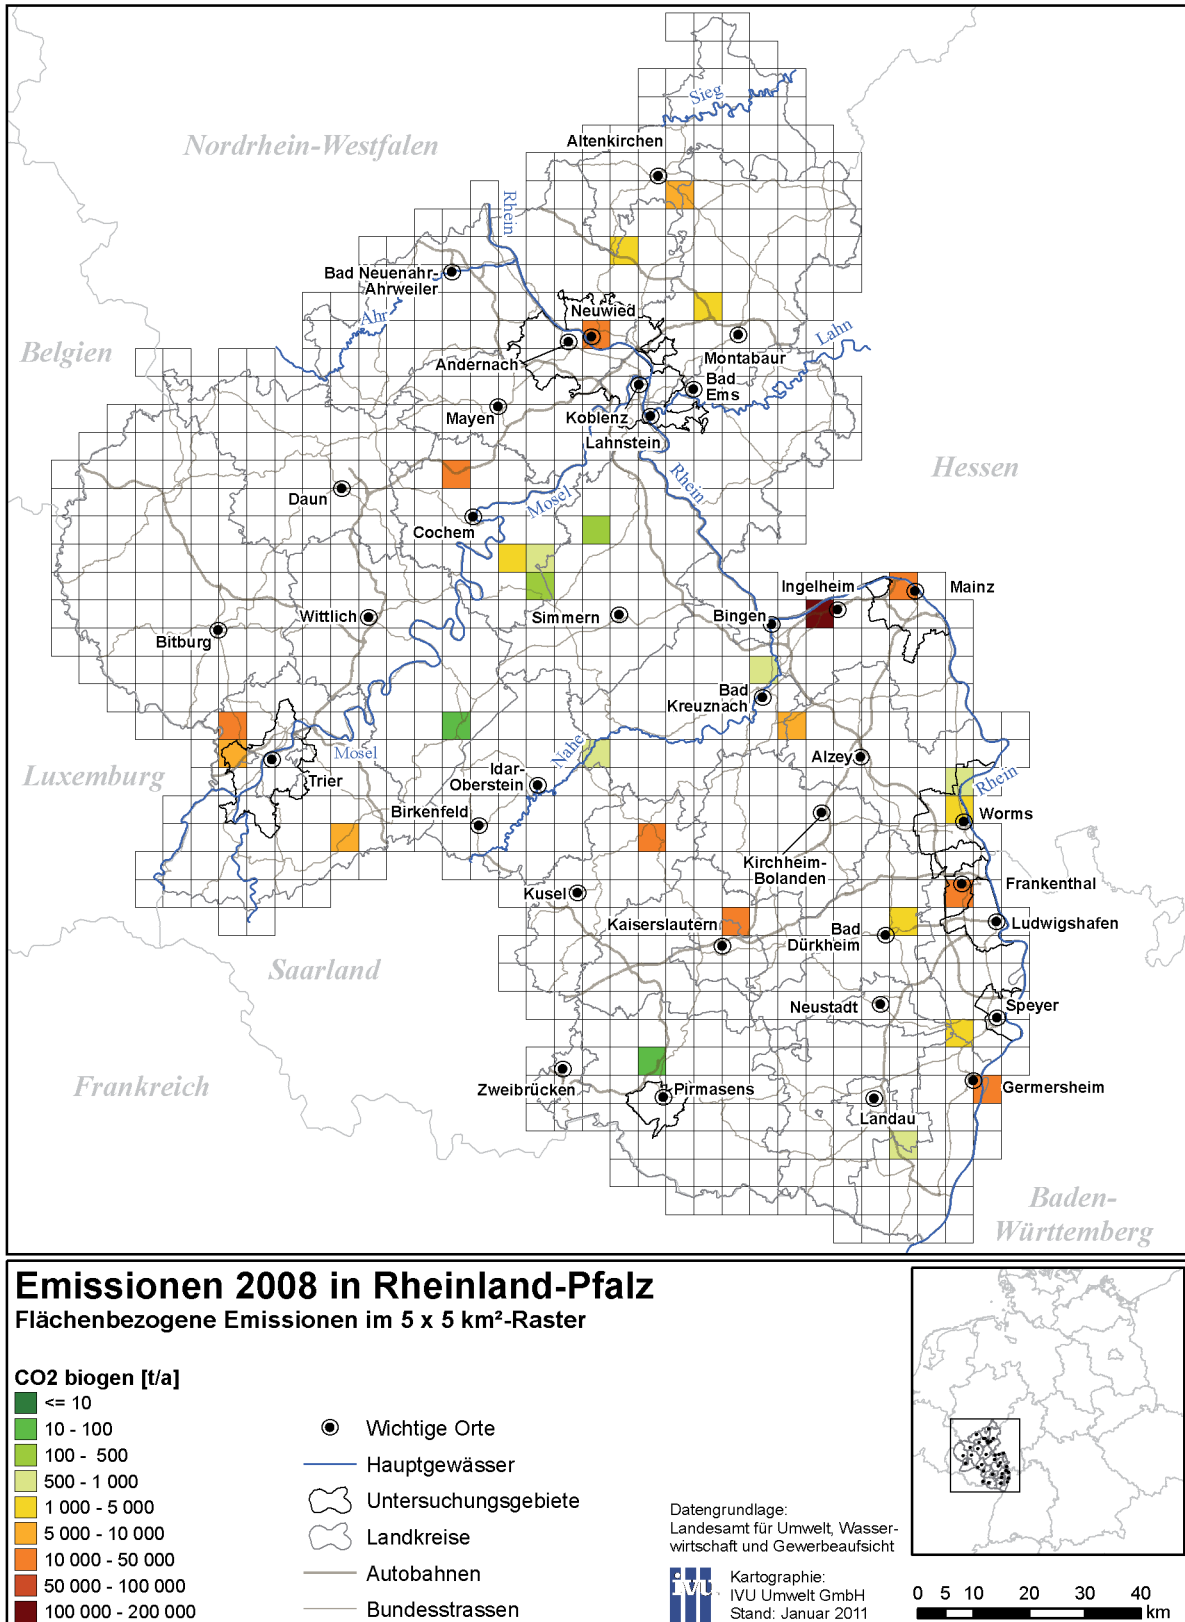 Sieg
Altenkirchen
Nordrhein-Westfalen
Rhein
Bad Neuenahr-
Ahrweiler
Ahr
Neuwied
Belgien
Andernach
Montabaur
Lahn
Bad
Ems
Mayen
Koblenz
Lahnstein
Rhein
Hessen
Daun
Mosel
Cochem
Ingelheim
Mainz
Wittlich
Simmern
Bingen
Bitburg
Bad
Kreuznach
Luxemburg
Mosel
Trier
Nahe
Idar-
Oberstein
Alzey
Rhein
Birkenfeld
Worms
Kirchheim-
Bolanden
Kusel
Frankenthal
Kaiserslautern
Bad
Dürkheim
Ludwigshafen
Saarland
Neustadt
Speyer
Frankreich
Zweibrücken
Pirmasens
Germersheim
Landau
Baden-
Württemberg
Emissionen 2008 in Rheinland-Pfalz
Flächenbezogene Emissionen im 5 x 5 km²-Raster
CO2 biogen [t/a]
<= 10
10 - 100
100 - 500
500 - 1 000
1 000 - 5 000
5 000 - 10 000
10 000 - 50 000
50 000 - 100 000
100 000 - 200 000
Wichtige Orte
Hauptgewässer
Untersuchungsgebiete
Landkreise
Autobahnen
Bundesstrassen
Datengrundlage:
Landesamt für Umwelt, Wasser-
wirtschaft und Gewerbeaufsicht
ivu
Kartographie:
IVU Umwelt GmbH
Stand: Januar 2011
0 5 10 20 30 40
km